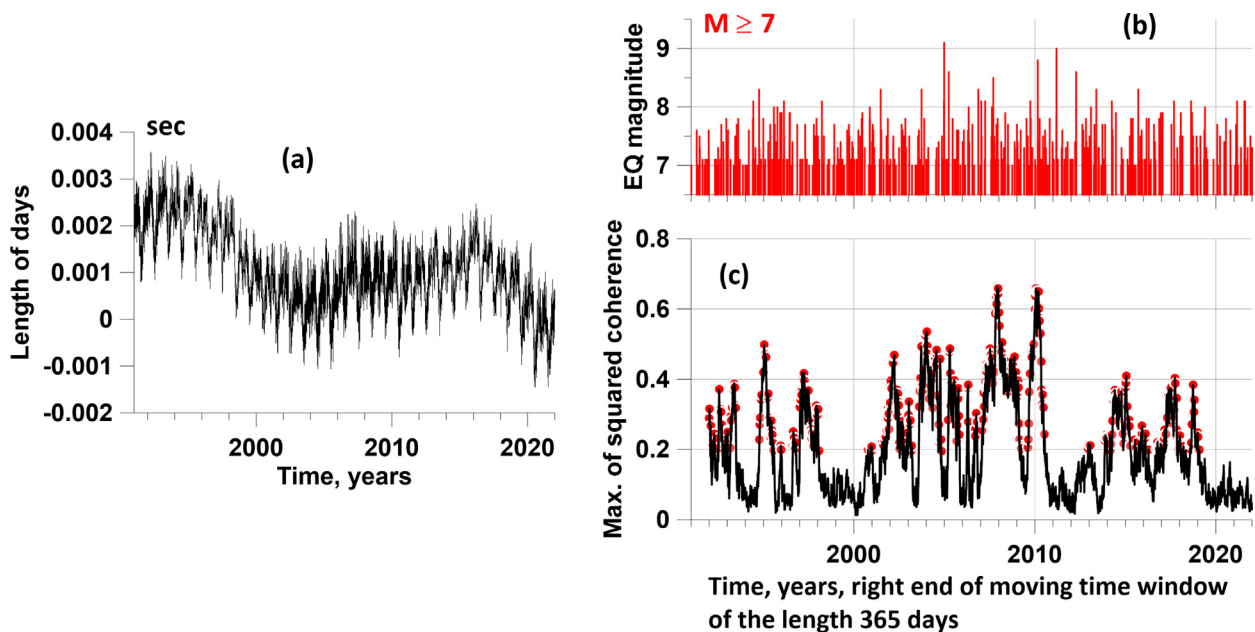 sec
(a)
Length of days
0.004
0.003
0.002
0.001
0
-0.001
-0.002
2000
2010
2020
Time, years
M ≥ 7
(b)
EQ magnitude
9
8
7
(c)
Max. of squared coherence
0.8
0.6
0.4
0.2
0
2000
2010
2020
Time, years, right end of moving time window
of the length 365 days